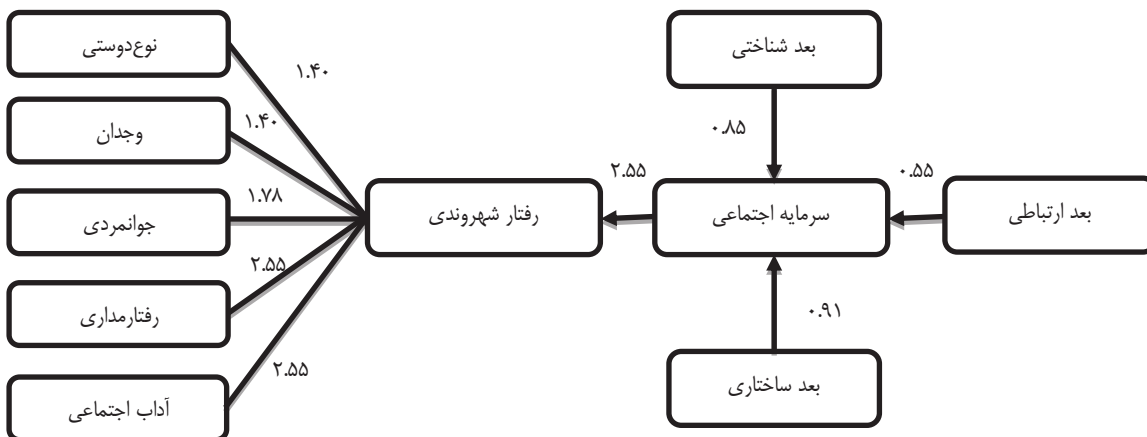 نوع‌دوستی
بعد شناختی
۱.۴۰
وجدان
۱.۴۰
۰.۸۵
جوانمردی
۱.۷۸
رفتار شهروندی
۲.۵۵
سرمایه اجتماعی
۰.۵۵
بعد ارتباطی
رفتارمداری
۲.۵۵
۰.۹۱
آداب اجتماعی
۲.۵۵
بعد ساختاری